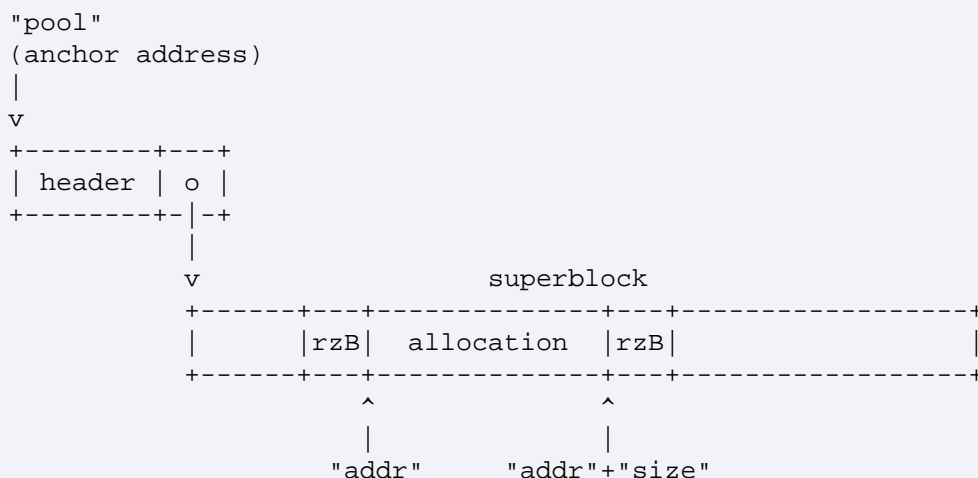 "pool"
(anchor address)
|
v
+--------+---+
| header | o |
+--------+-|-+
           |
           v                  superblock
           +------+---+--------------+---+------------------+
           |      |rzB|  allocation  |rzB|                  |
           +------+---+--------------+---+------------------+
                      ^              ^
                      |              |
                    "addr"     "addr"+"size"